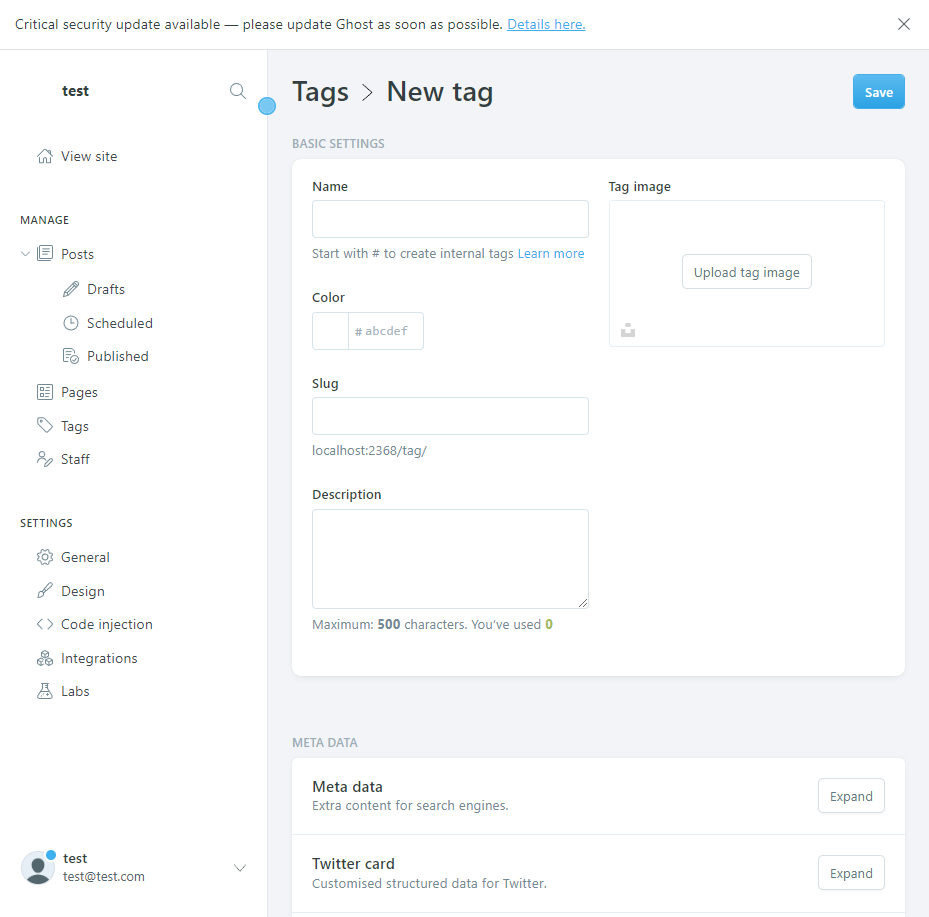 Critical security update available — please update Ghost as soon as possible. Details here.
test
View site
MANAGE
Posts
Drafts
Scheduled
Published
Pages
Tags
Staff
SETTINGS
General
Design
Code injection
Integrations
Labs
test
test@test.com
Tags > New tag
Save
BASIC SETTINGS
Name
Start with # to create internal tags Learn more
Color
# abcdef
Slug
localhost:2368/tag/
Description
Maximum: 500 characters. You've used 0
Tag image
Upload tag image
META DATA
Meta data
Extra content for search engines.
Expand
Twitter card
Customised structured data for Twitter.
Expand